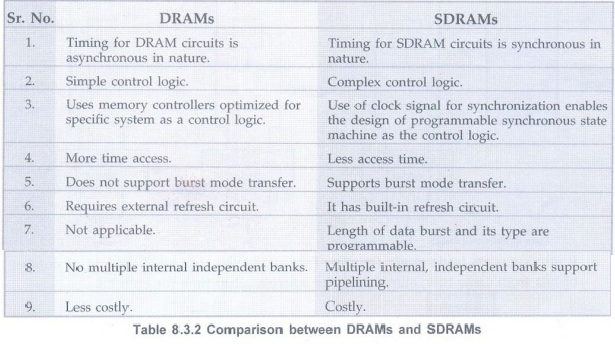 Sr. No. DRAMs SDRAMs
1. Timing for DRAM circuits is Timing for SDRAM circuits is synchronous in
asynchronous in nature. nature.
2. Simple control logic. Complex control logic.
3. Uses memory controllers optimized for Use of clock signal for synchronization enables
specific system as a control logic. the design of programmable synchronous state
machine as the control logic.
4. More time access. Less access time.
5. Does not support burst mode transfer. Supports burst mode transfer.
6. Requires external refresh circuit. It has built-in refresh circuit.
7. Not applicable. Length of data burst and its type are
programmable.
8. No multiple internal independent banks. Multiple internal, independent banks support
pipelining.
9. Less costly. Costly.
Table 8.3.2 Comparison between DRAMs and SDRAMs